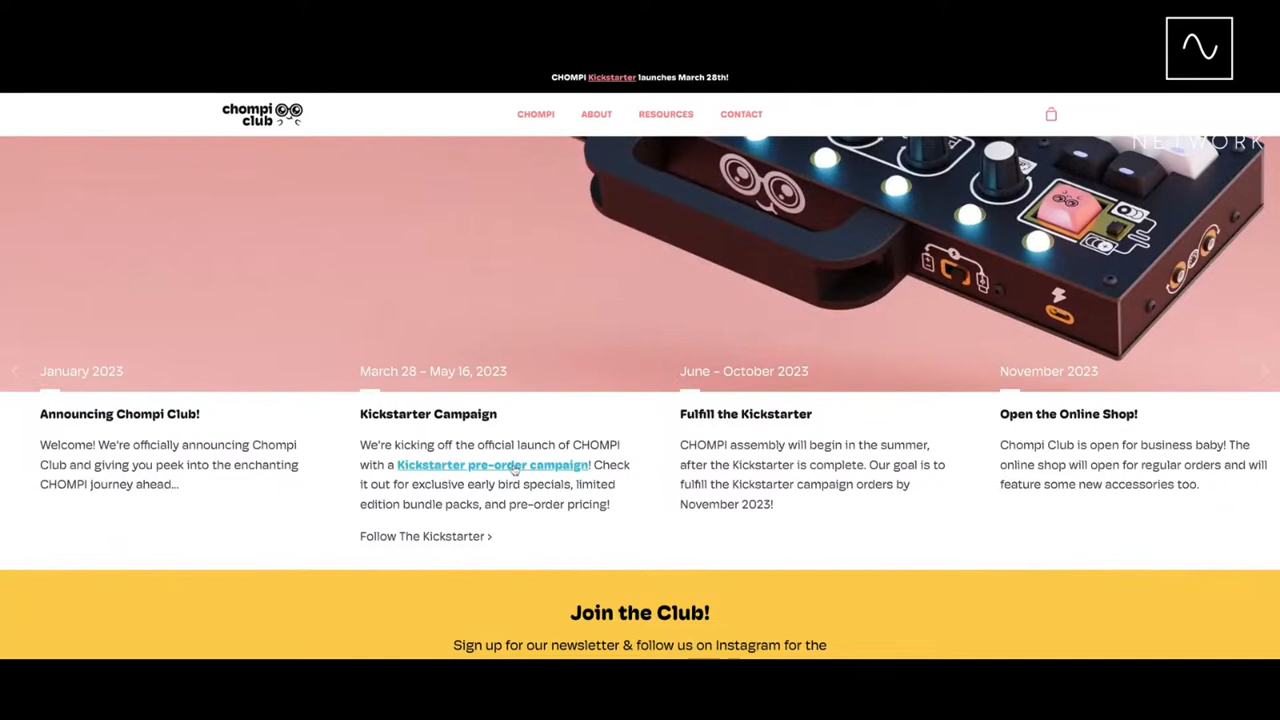 CHOMPI Kickstarter launches March 28th!
chompi
club
CHOMPI ABOUT RESOURCES CONTACT
NETWORK
January 2023
Announcing Chompi Club!
Welcome! We're officially announcing Chompi
Club and giving you peek into the enchanting
CHOMPI journey ahead...
March 28 - May 16, 2023
Kickstarter Campaign
We're kicking off the official launch of CHOMPI
with a Kickstarter pre-order campaign! Check
it out for exclusive early bird specials, limited
edition bundle packs, and pre-order pricing!
Follow The Kickstarter >
June - October 2023
Fulfill the Kickstarter
CHOMPI assembly will begin in the summer,
after the Kickstarter is complete. Our goal is to
fulfill the Kickstarter campaign orders by
November 2023!
November 2023
Open the Online Shop!
Chompi Club is open for business baby! The
online shop will open for regular orders and will
feature some new accessories too.
Join the Club!
Sign up for our newsletter & follow us on Instagram for the